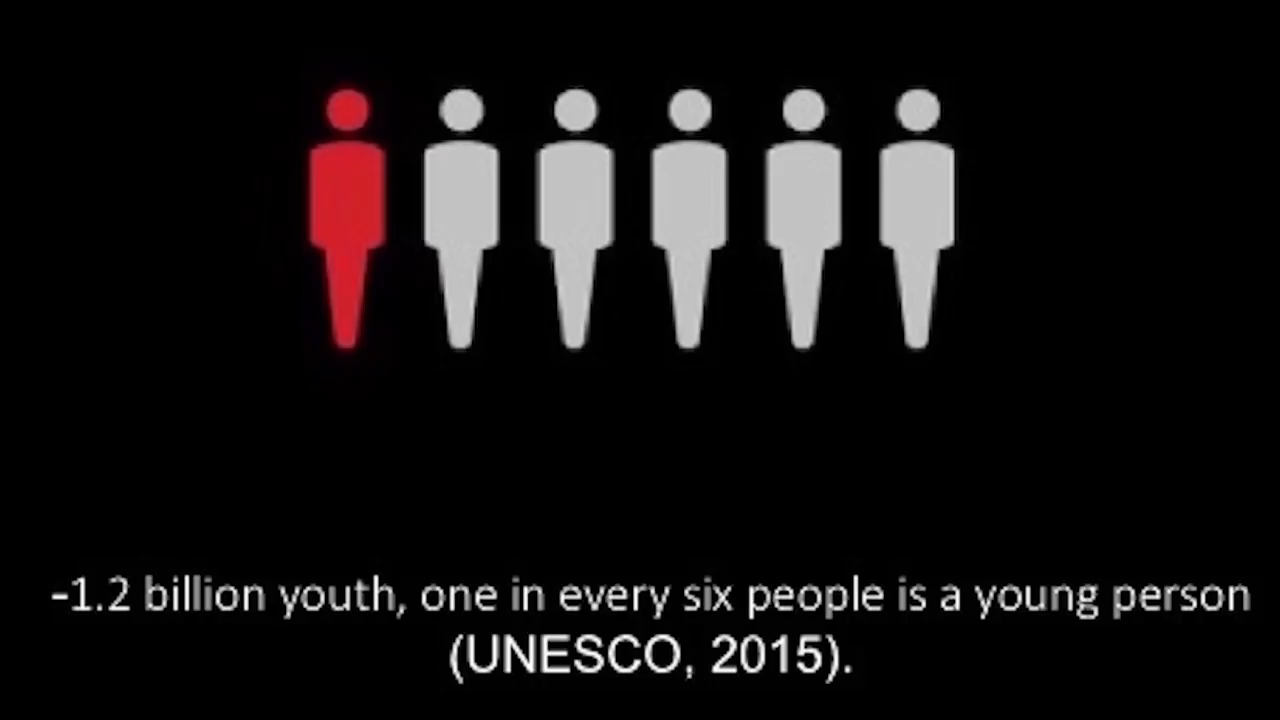 -1.2 billion youth, one in every six people is a young person
(UNESCO, 2015).